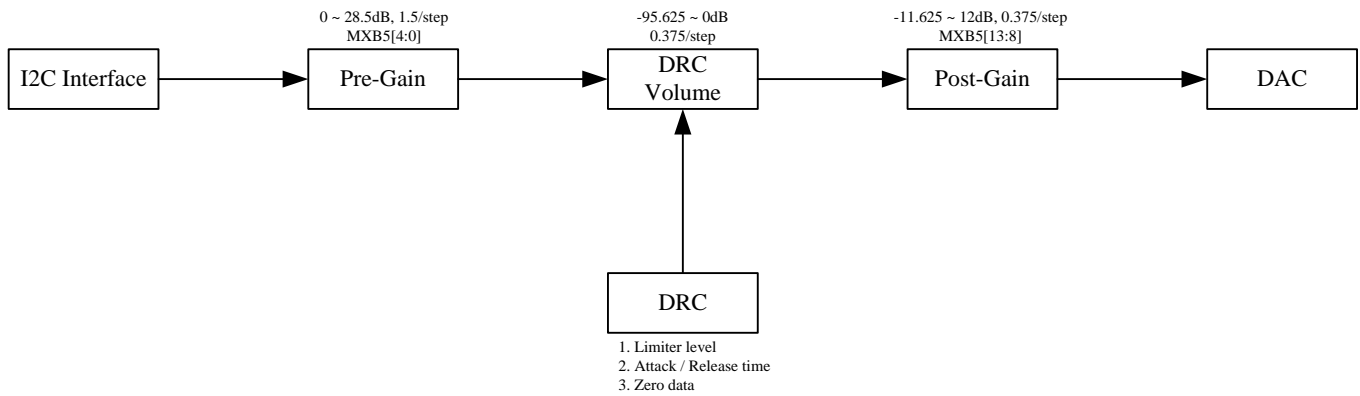 0 ~ 28.5dB, 1.5/step
MXB5[4:0]
-95.625 ~ 0dB
0.375/step
-11.625 ~ 12dB, 0.375/step
MXB5[13:8]
I2C Interface
Pre-Gain
DRC
Volume
Post-Gain
DAC
DRC
1. Limiter level
2. Attack / Release time
3. Zero data